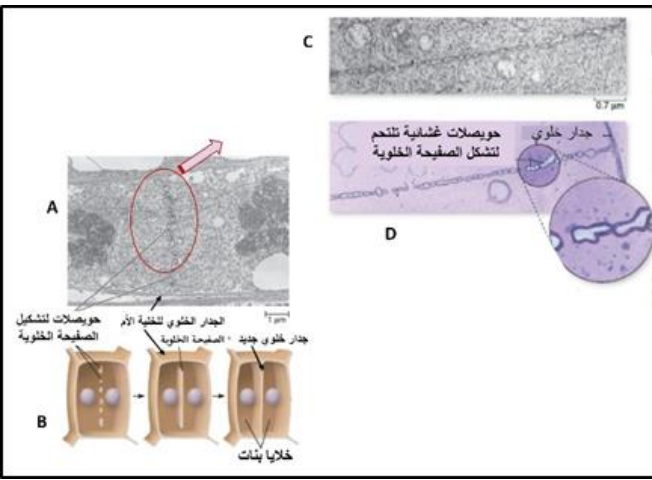 C
0.7 µm
حويصلات غشائية تلتحم
لتشكل الصفيحة الخلوية
جدار خلوي
D
A
1 µm
حويصلات لتشكيل
الصفيحة الخلوية
الجدار الخلوي للخلية الأم
الصفيحة الخلوية
جدار خلوي جديد
B
خلايا بنات